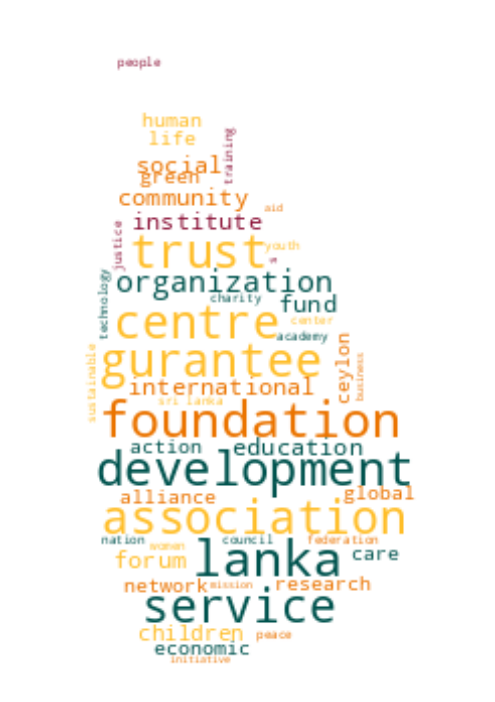 people
human
life
training
social
green
community
aid
institute
justice
trust
youth
organization
technology
charity
fund
centre
center
academy
gurantee
ceylon
business
sustainable
international
sri lanka
foundation
action
education
development
alliance
global
association
nation
council
federation
women
forum
lanka
care
network
mission
research
service
children
peace
economic
initiative